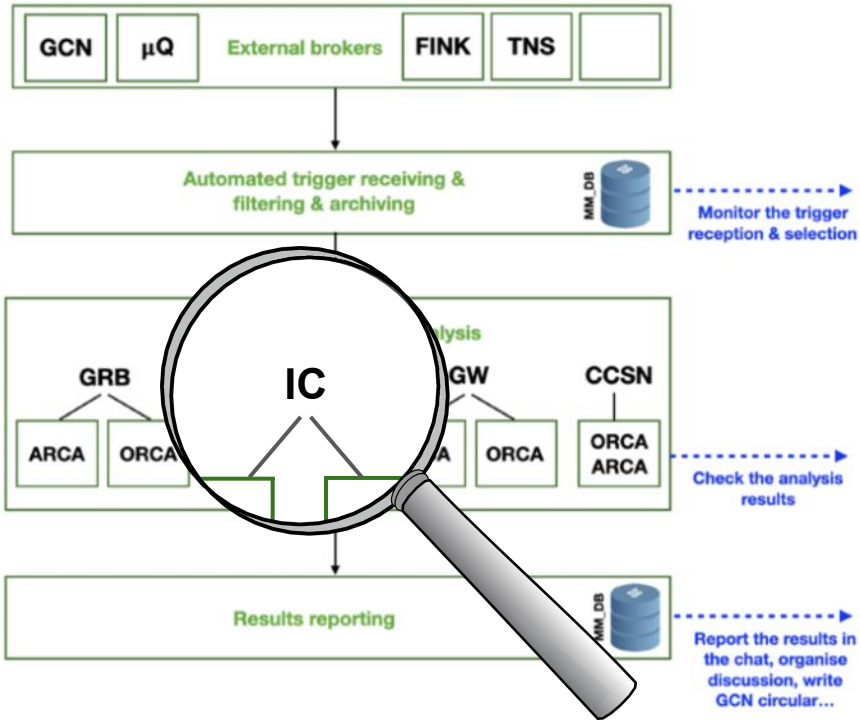 GCN
µQ
External brokers
FINK
TNS
Automated trigger receiving &
filtering & archiving
MM_DB
DB
Monitor the trigger
reception & selection
alysis
GRB
IC
GW
CCSN
ARCA
ORCA
A
ORCA
ORCA
ARCA
Check the analysis
results
Results reporting
MM_DB
DB
Report the results in
the chat, organise
discussion, write
GCN circular...